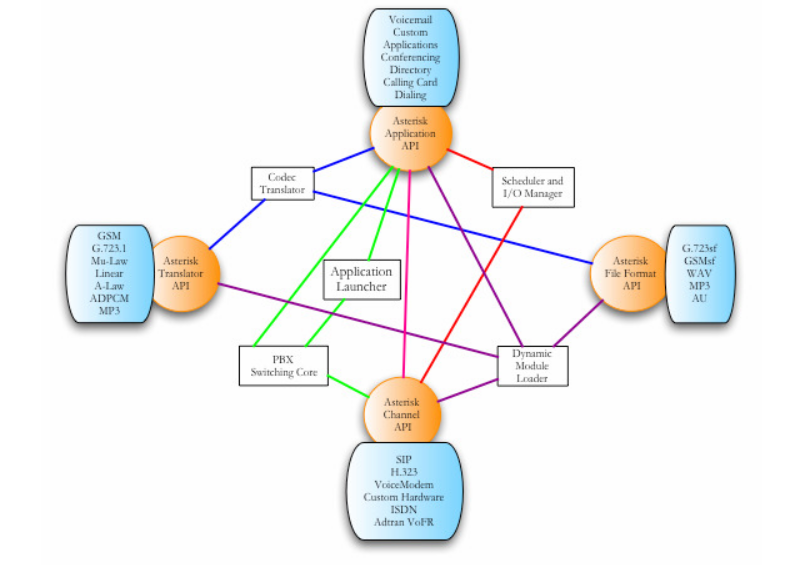 Voicemail
Custom
Applications
Conferencing
Directory
Calling Card
Dialing
Asterisk
Application
API
Codec
Translator
Scheduler and
I/O Manager
GSM
G.723.1
Mu-Law
Linear
A-Law
ADPCM
MP3
Asterisk
Translator
API
Application
Launcher
Asterisk
File Format
API
G.723sf
GSMsf
WAV
MP3
AU
PBX
Switching Core
Dynamic
Module
Loader
Asterisk
Channel
API
SIP
H.323
VoiceModem
Custom Hardware
ISDN
Adtran VoFR